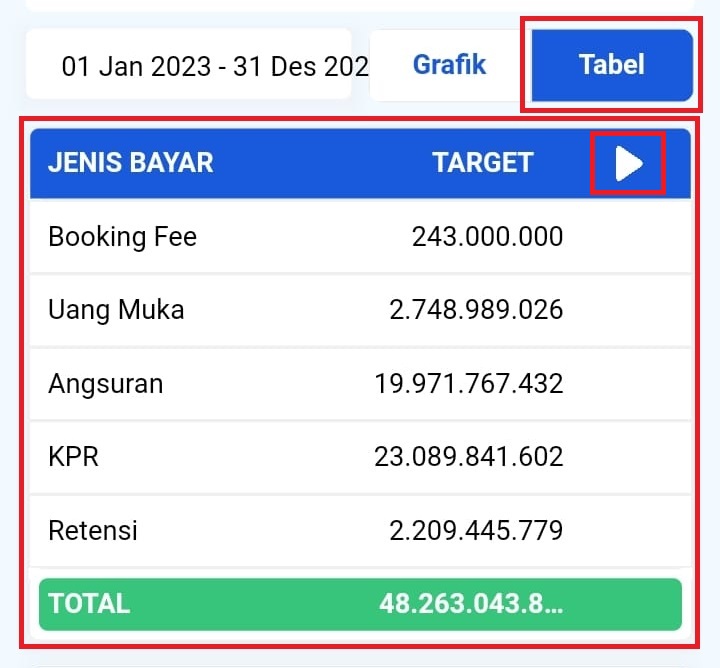 01 Jan 2023 - 31 Des 202
Grafik
Tabel
JENIS BAYAR TARGET
Booking Fee 243.000.000
Uang Muka 2.748.989.026
Angsuran 19.971.767.432
KPR 23.089.841.602
Retensi 2.209.445.779
TOTAL 48.263.043.8...